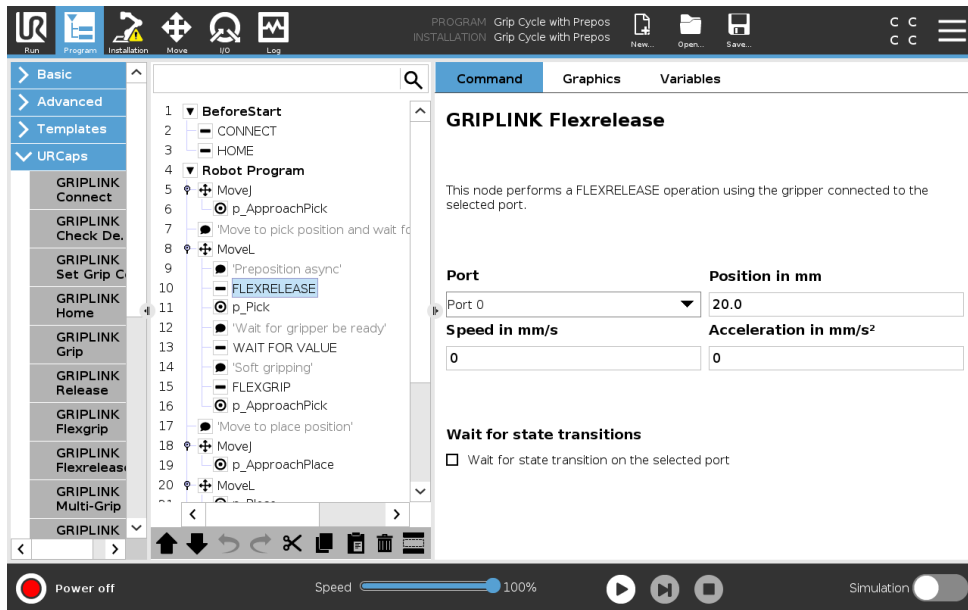 PROGRAM Grip Cycle with Prepos
INSTALLATION Grip Cycle with Prepos
Run
Program
Installation
Move
I/O
Log
New...
Open...
Save...
C C
C C
Basic
Advanced
Templates
URCaps
GRIPLINK
Connect
GRIPLINK
Check De.
GRIPLINK
Set Grip C
GRIPLINK
Home
GRIPLINK
Grip
GRIPLINK
Release
GRIPLINK
Flexgrip
GRIPLINK
Flexrelease
GRIPLINK
Multi-Grip
GRIPLINK
1 BeforeStart
2 CONNECT
3 HOME
4 Robot Program
5 MoveJ
6 p_ApproachPick
7 'Move to pick position and wait fo
8 MoveL
9 'Preposition async'
10 FLEXRELEASE
11 p_Pick
12 'Wait for gripper be ready'
13 WAIT FOR VALUE
14 'Soft gripping'
15 FLEXGRIP
16 p_ApproachPick
17 'Move to place position'
18 MoveJ
19 p_ApproachPlace
20 MoveL
21 p_Place
Command Graphics Variables
GRIPLINK Flexrelease
This node performs a FLEXRELEASE operation using the gripper connected to the
selected port.
Port
Position in mm
Port 0
20.0
Speed in mm/s
Acceleration in mm/s²
0
0
Wait for state transitions
Wait for state transition on the selected port
Power off
Speed
100%
Simulation